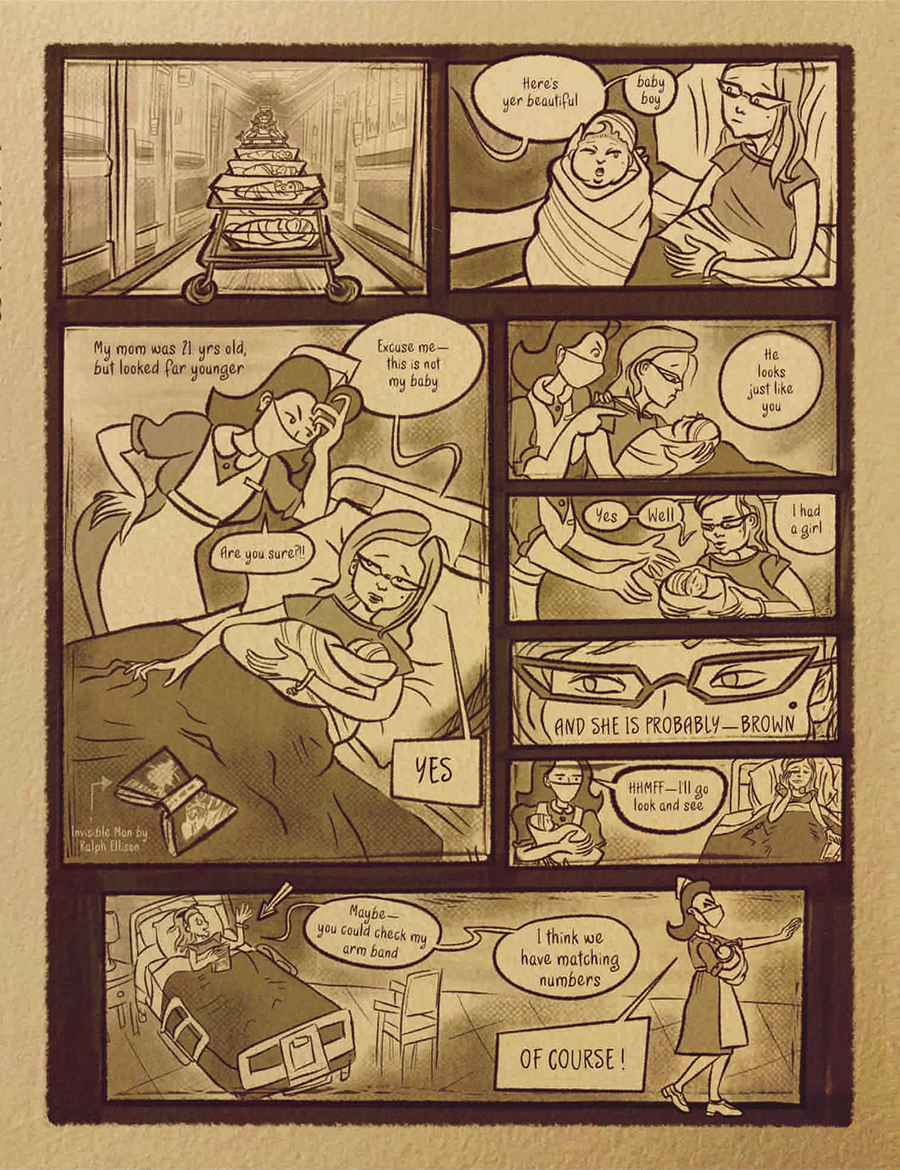 Here's
yer beautiful
baby
boy
My mom was 21 yrs old,
but looked far younger
Excuse me—
this is not
my baby
Are you sure?!!
YES
Invisible Man by
Ralph Ellison
He
looks
just like
you
Yes
Well
I had
a girl
AND SHE IS PROBABLY—BROWN
HHMFF—I'll go
look and see
Maybe—
you could check my
arm band
I think we
have matching
numbers
OF COURSE!